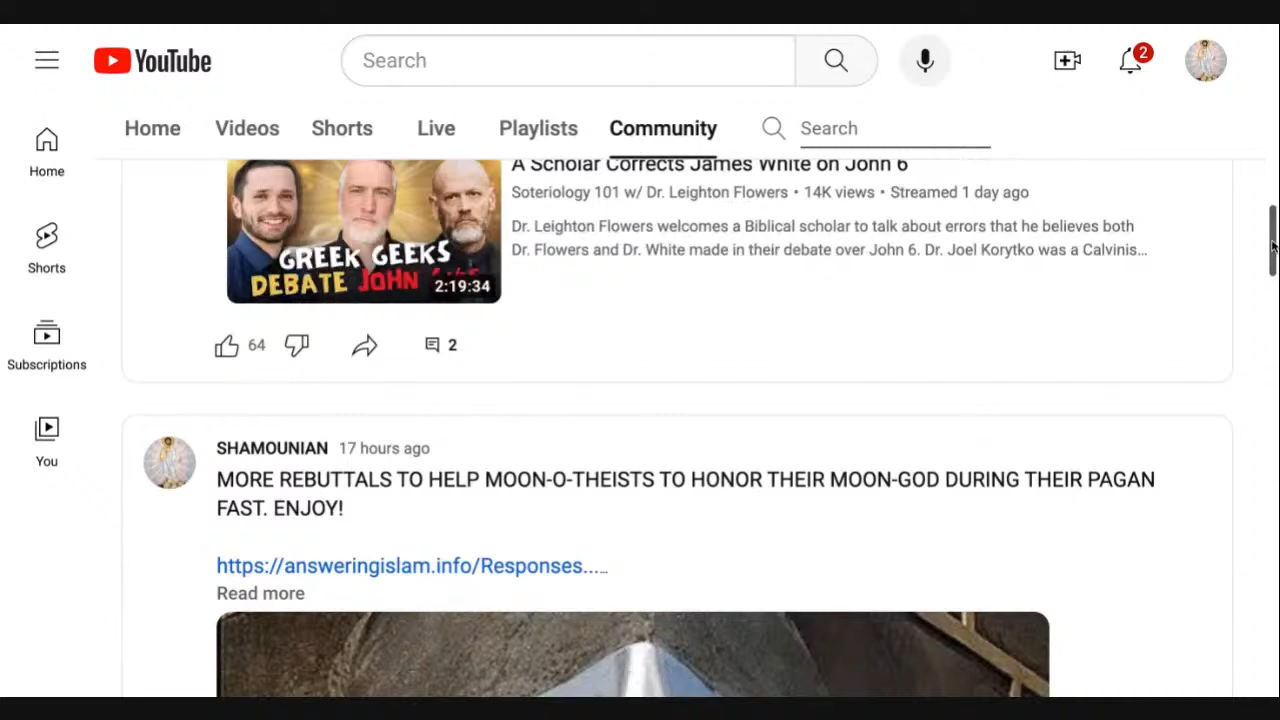 YouTube
Search
2
Home
Videos
Shorts
Live
Playlists
Community
Search
Home
Shorts
Subscriptions
You
A Scholar Corrects James White on John 6
Soteriology 101 w/ Dr. Leighton Flowers • 14K views • Streamed 1 day ago
Dr. Leighton Flowers welcomes a Biblical scholar to talk about errors that he believes both
Dr. Flowers and Dr. White made in their debate over John 6. Dr. Joel Korytko was a Calvinis...
GREEK GEEKS
DEBATE JOHN
2:19:34
64
2
SHAMOUNIAN 17 hours ago
MORE REBUTTALS TO HELP MOON-O-THEISTS TO HONOR THEIR MOON-GOD DURING THEIR PAGAN
FAST. ENJOY!
https://answeringislam.info/Responses......
Read more